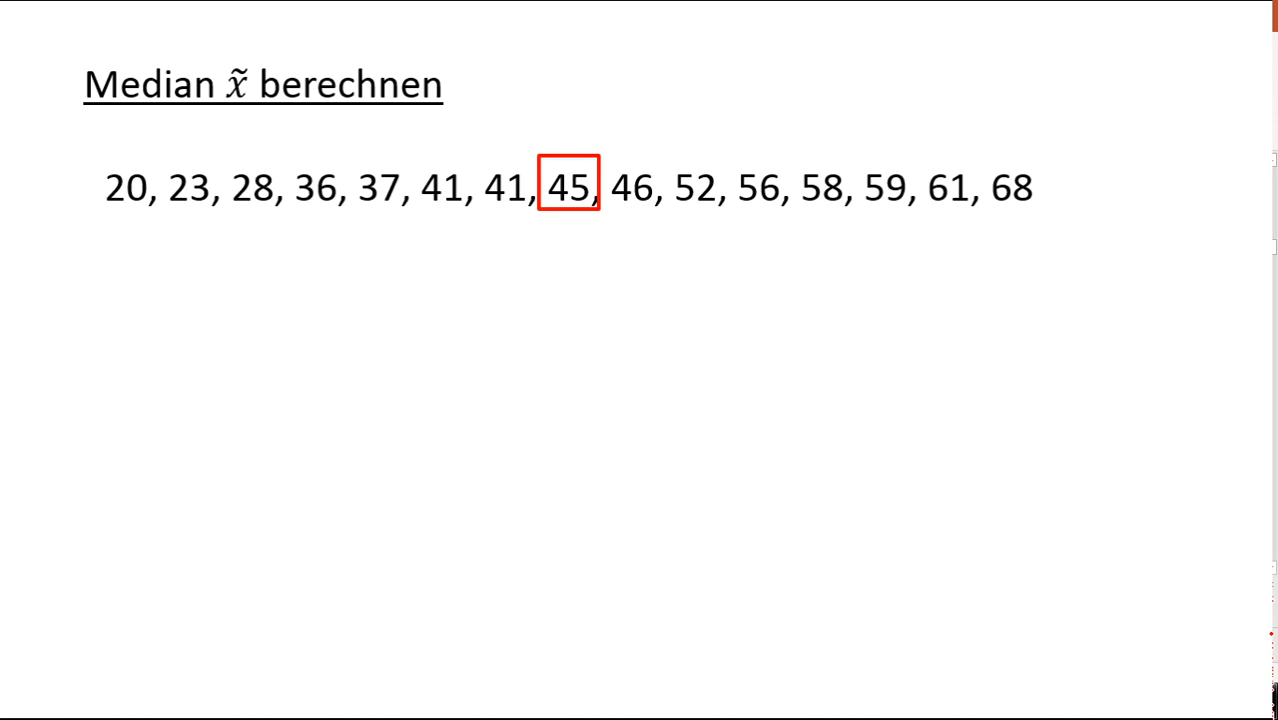 Median x̃ berechnen
20, 23, 28, 36, 37, 41, 41, 45, 46, 52, 56, 58, 59, 61, 68